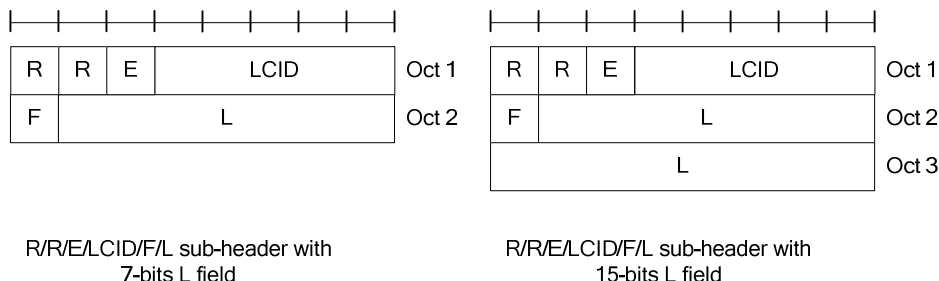 R R E LCID Oct 1
F L Oct 2
R/R/E/LCID/F/L sub-header with
7-bits L field
R R E LCID Oct 1
F L Oct 2
L Oct 3
R/R/E/LCID/F/L sub-header with
15-bits L field